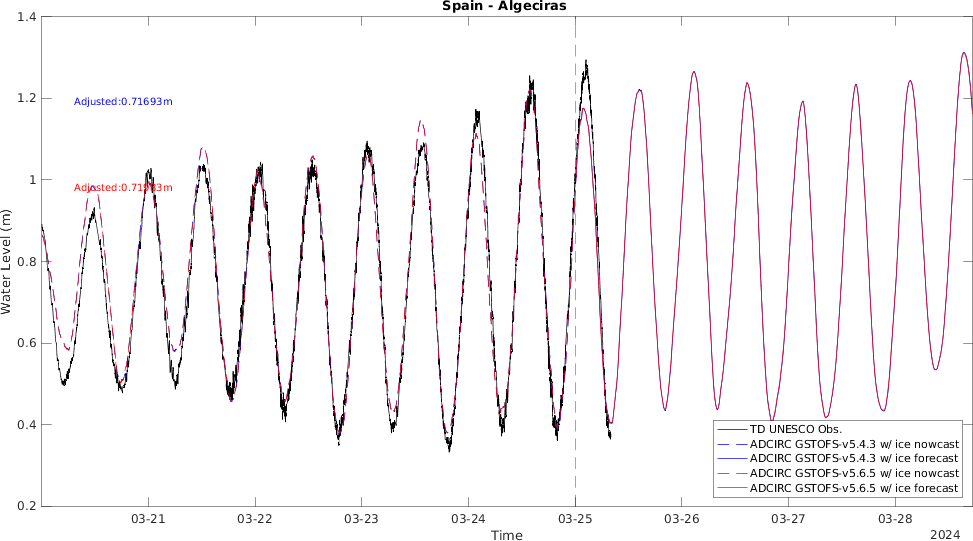 Spain - Algeciras
1.4
1.2
1
0.8
0.6
0.4
0.2
Water Level (m)
Adjusted:0.71693m
TD UNESCO Obs.
ADCIRC GSTOFS-v5.4.3 w/ ice nowcast
ADCIRC GSTOFS-v5.4.3 w/ ice forecast
ADCIRC GSTOFS-v5.6.5 w/ ice nowcast
ADCIRC GSTOFS-v5.6.5 w/ ice forecast
03-21 03-22 03-23 03-24 03-25 03-26 03-27 03-28
Time
2024